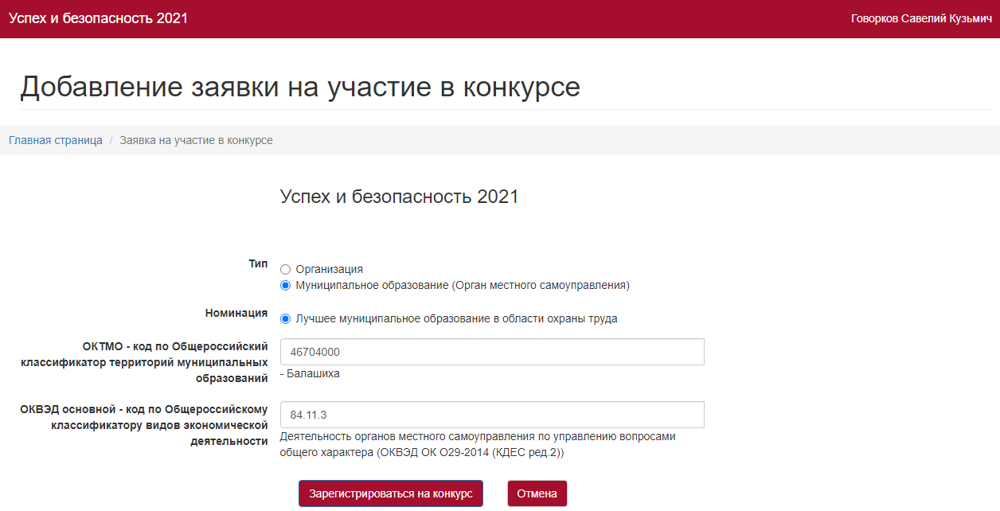 Успех и безопасность 2021
Говорков Савелий Кузьмич
Добавление заявки на участие в конкурсе
Главная страница / Заявка на участие в конкурсе
Успех и безопасность 2021
Тип
Организация
Муниципальное образование (Орган местного самоуправления)
Номинация
Лучшее муниципальное образование в области охраны труда
ОКТМО - код по Общероссийский
классификатор территорий муниципальных
образований
46704000
- Балашиха
ОКВЭД основной - код по Общероссийскому
классификатору видов экономической
деятельности
84.11.3
Деятельность органов местного самоуправления по управлению вопросами
общего характера (ОКВЭД ОК О29-2014 (КДЕС ред.2))
Зарегистрироваться на конкурс
Отмена